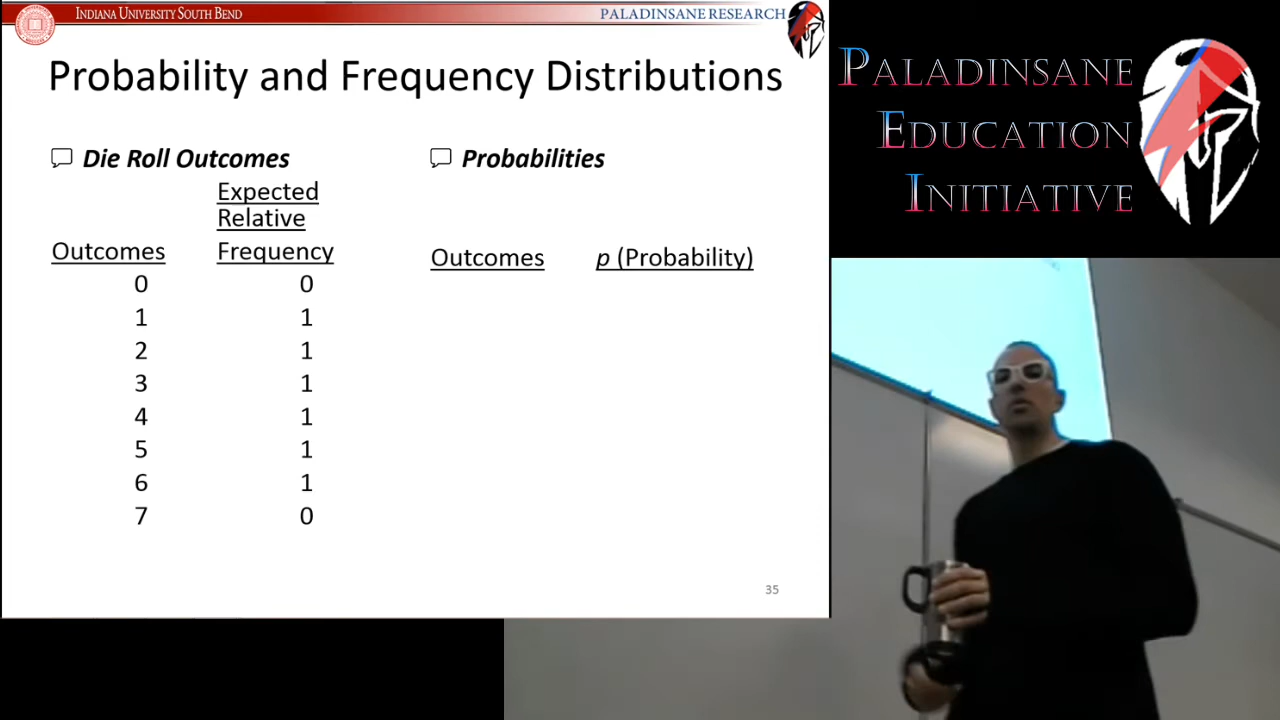 INDIANA UNIVERSITY SOUTH BEND
PALADINSANE RESEARCH
Probability and Frequency Distributions
Die Roll Outcomes
Expected
Relative
Outcomes Frequency
0 0
1 1
2 1
3 1
4 1
5 1
6 1
7 0
Probabilities
Outcomes p (Probability)
35
PALADINSANE
EDUCATION
INITIATIVE